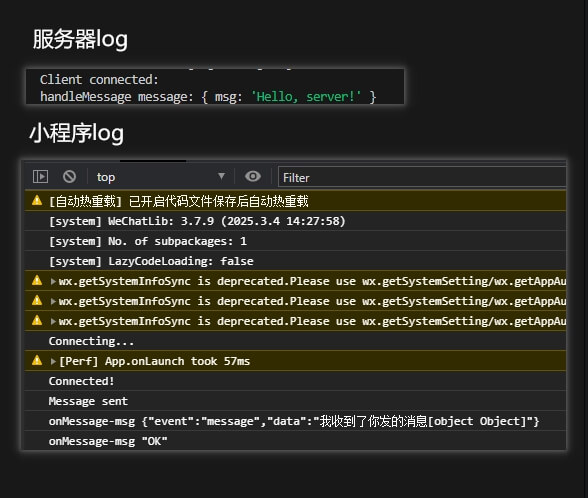 服务器log
Client connected:
handleMessage message: { msg: 'Hello, server!' }
小程序log
top
Filter
[自动热重载] 已开启代码文件保存后自动热重载
[system] WeChatLib: 3.7.9 (2025.3.4 14:27:58)
[system] No. of subpackages: 1
[system] LazyCodeLoading: false
wx.getSystemInfoSync is deprecated.Please use wx.getSystemSetting/wx.getAppAu
wx.getSystemInfoSync is deprecated.Please use wx.getSystemSetting/wx.getAppAu
wx.getSystemInfoSync is deprecated.Please use wx.getSystemSetting/wx.getAppAu
Connecting...
[Perf] App.onLaunch took 57ms
Connected!
Message sent
onMessage-msg {"event":"message","data":"我收到了你发的消息[object Object]"}
onMessage-msg "OK"